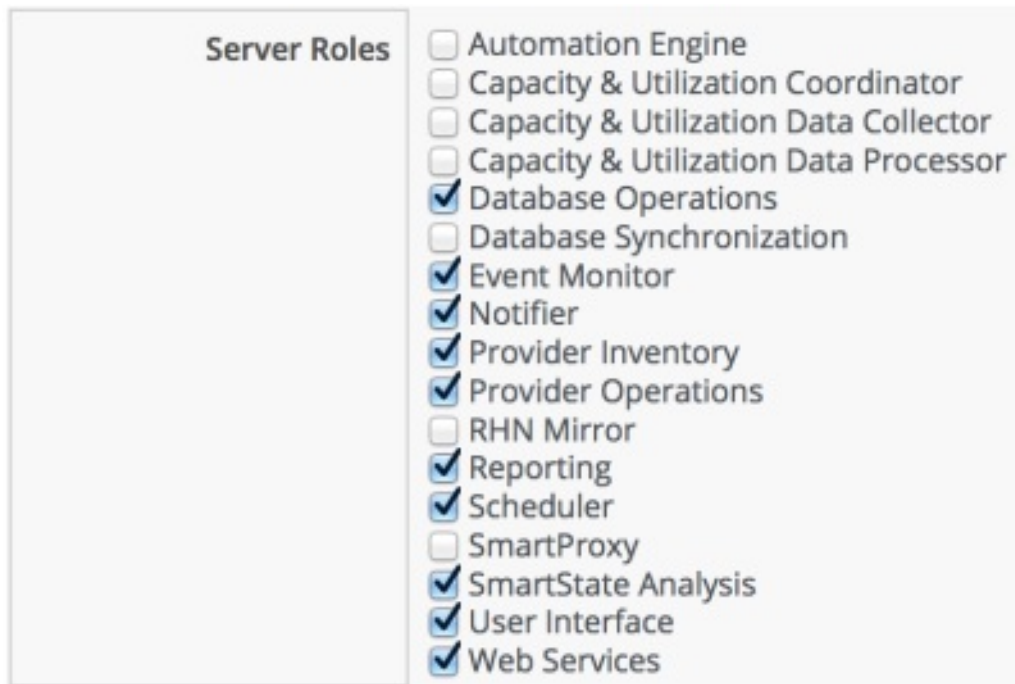 Server Roles
Automation Engine
Capacity & Utilization Coordinator
Capacity & Utilization Data Collector
Capacity & Utilization Data Processor
Database Operations
Database Synchronization
Event Monitor
Notifier
Provider Inventory
Provider Operations
RHN Mirror
Reporting
Scheduler
SmartProxy
SmartState Analysis
User Interface
Web Services